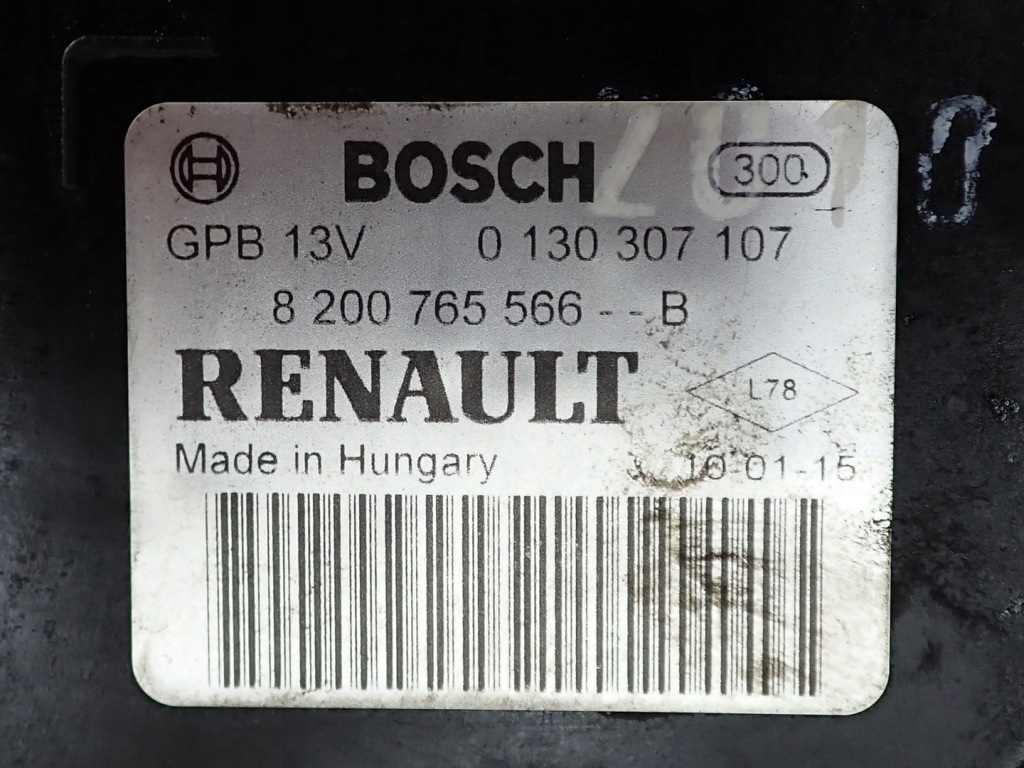 BOSCH 300
GPB 13V 0 130 307 107
8 200 765 566 - - B
RENAULT
L78
Made in Hungary 10-01-15
2010